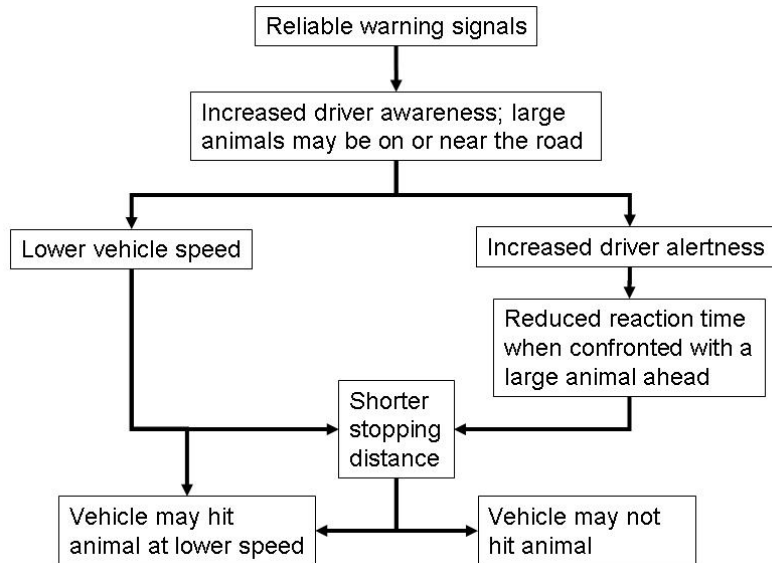 Reliable warning signals
Increased driver awareness; large
animals may be on or near the road
Lower vehicle speed
Increased driver alertness
Reduced reaction time
when confronted with a
large animal ahead
Shorter
stopping
distance
Vehicle may hit
animal at lower speed
Vehicle may not
hit animal